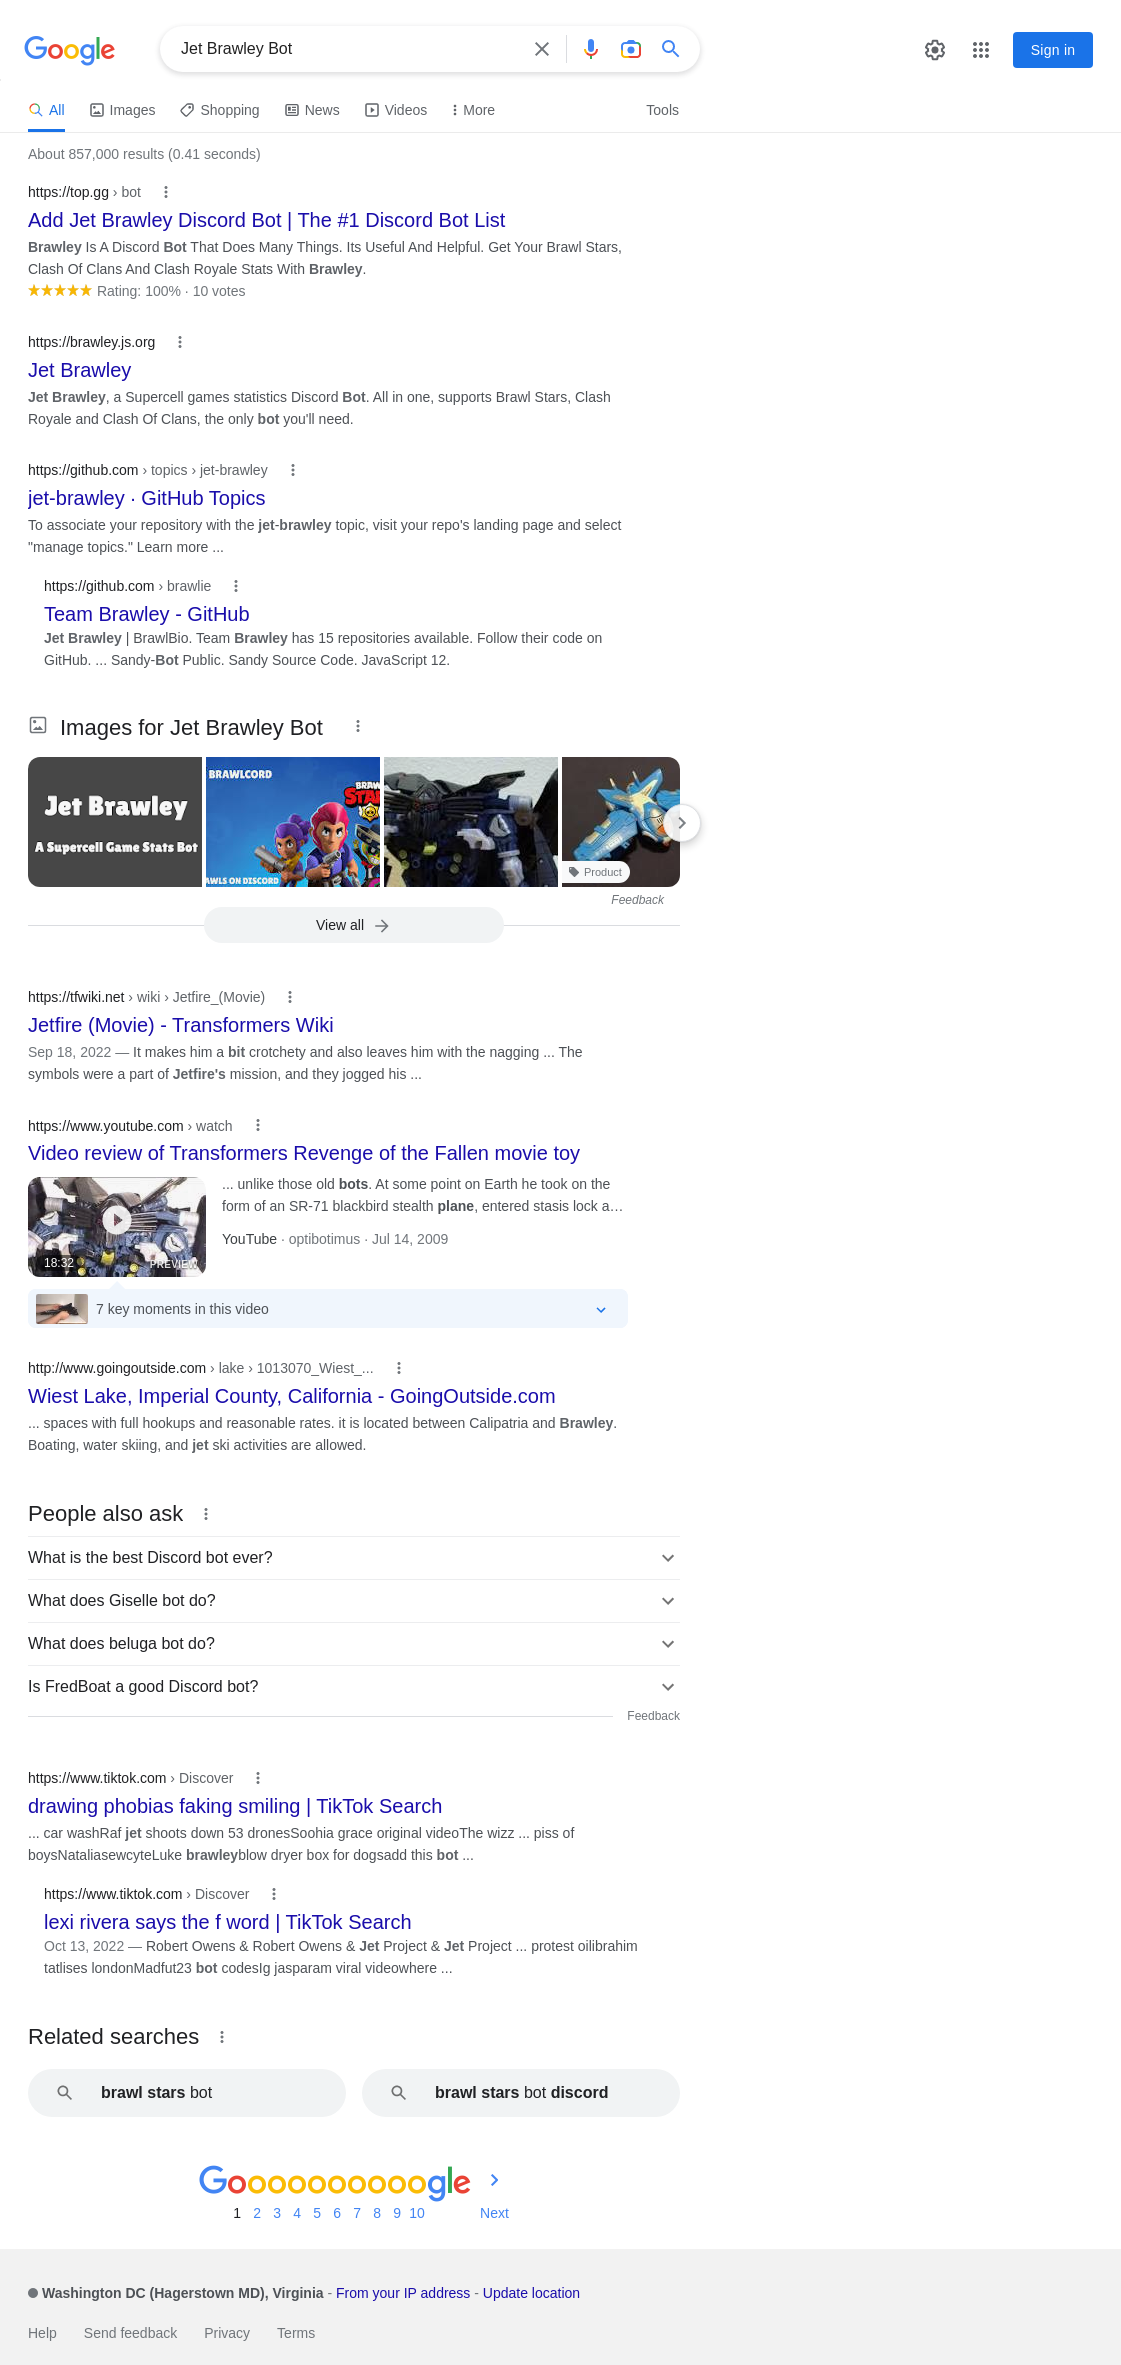 Google
Jet Brawley Bot
Sign in
All
Images
Shopping
News
Videos
More
Tools
About 857,000 results (0.41 seconds)
https://top.gg › bot
Add Jet Brawley Discord Bot | The #1 Discord Bot List
Brawley Is A Discord Bot That Does Many Things. Its Useful And Helpful. Get Your Brawl Stars,
Clash Of Clans And Clash Royale Stats With Brawley.
Rating: 100% · 10 votes
https://brawley.js.org
Jet Brawley
Jet Brawley, a Supercell games statistics Discord Bot. All in one, supports Brawl Stars, Clash
Royale and Clash Of Clans, the only bot you'll need.
https://github.com › topics › jet-brawley
jet-brawley · GitHub Topics
To associate your repository with the jet-brawley topic, visit your repo's landing page and select
"manage topics." Learn more ...
https://github.com › brawlie
Team Brawley - GitHub
Jet Brawley | BrawlBio. Team Brawley has 15 repositories available. Follow their code on
GitHub. ... Sandy-Bot Public. Sandy Source Code. JavaScript 12.
Images for Jet Brawley Bot
Jet Brawley
A Supercell Game Stats Bot
BRAWLCORD
BRAW
STA
AWLS ON DISCORD
Product
Feedback
View all
https://tfwiki.net › wiki › Jetfire_(Movie)
Jetfire (Movie) - Transformers Wiki
Sep 18, 2022 — It makes him a bit crotchety and also leaves him with the nagging ... The
symbols were a part of Jetfire's mission, and they jogged his ...
https://www.youtube.com › watch
Video review of Transformers Revenge of the Fallen movie toy
... unlike those old bots. At some point on Earth he took on the
form of an SR-71 blackbird stealth plane, entered stasis lock a…
YouTube · optibotimus · Jul 14, 2009
18:32
PREVIEW
7 key moments in this video
http://www.goingoutside.com › lake › 1013070_Wiest_...
Wiest Lake, Imperial County, California - GoingOutside.com
... spaces with full hookups and reasonable rates. it is located between Calipatria and Brawley.
Boating, water skiing, and jet ski activities are allowed.
People also ask
What is the best Discord bot ever?
What does Giselle bot do?
What does beluga bot do?
Is FredBoat a good Discord bot?
Feedback
https://www.tiktok.com › Discover
drawing phobias faking smiling | TikTok Search
... car washRaf jet shoots down 53 dronesSoohia grace original videoThe wizz ... piss of
boysNataliasewcyteLuke brawleyblow dryer box for dogsadd this bot ...
https://www.tiktok.com › Discover
lexi rivera says the f word | TikTok Search
Oct 13, 2022 — Robert Owens & Robert Owens & Jet Project & Jet Project ... protest oilibrahim
tatlises londonMadfut23 bot codesIg jasparam viral videowhere ...
Related searches
brawl stars bot
brawl stars bot discord
Goooooooooogle
1 2 3 4 5 6 7 8 9 10 Next
Washington DC (Hagerstown MD), Virginia - From your IP address - Update location
Help Send feedback Privacy Terms